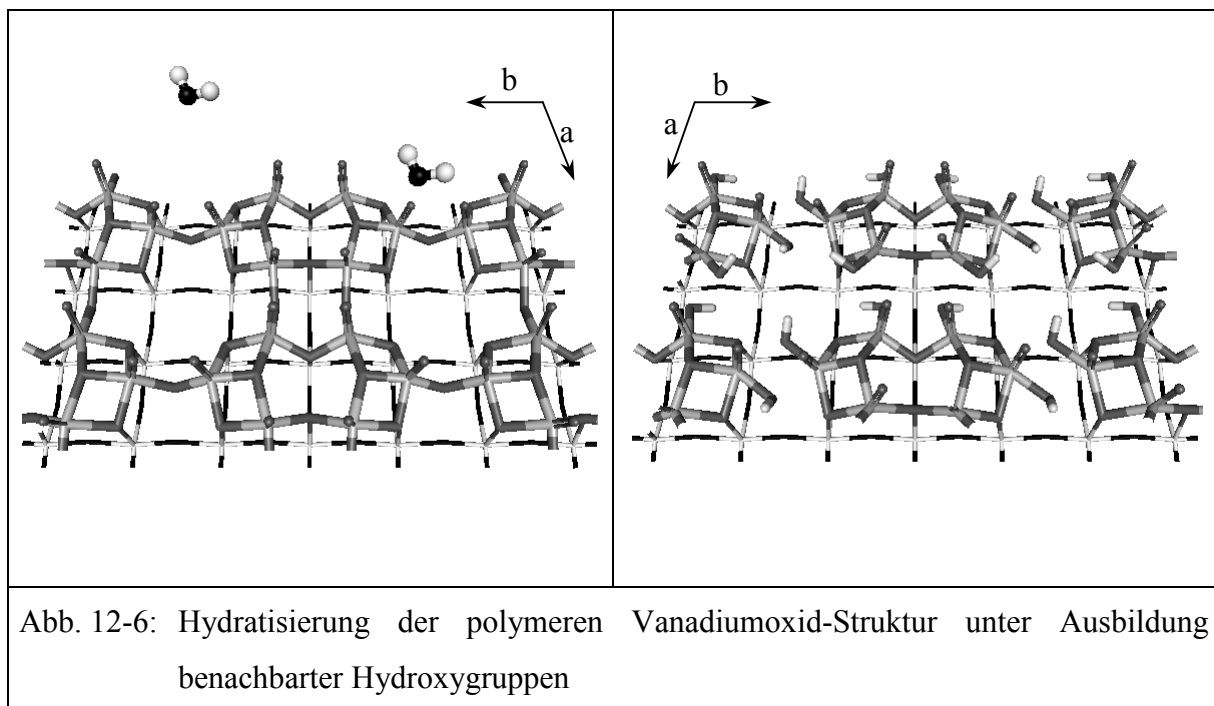 b
a
b
a
Abb. 12-6: Hydratisierung der polymeren Vanadiumoxid-Struktur unter Ausbildung
benachbarter Hydroxygruppen